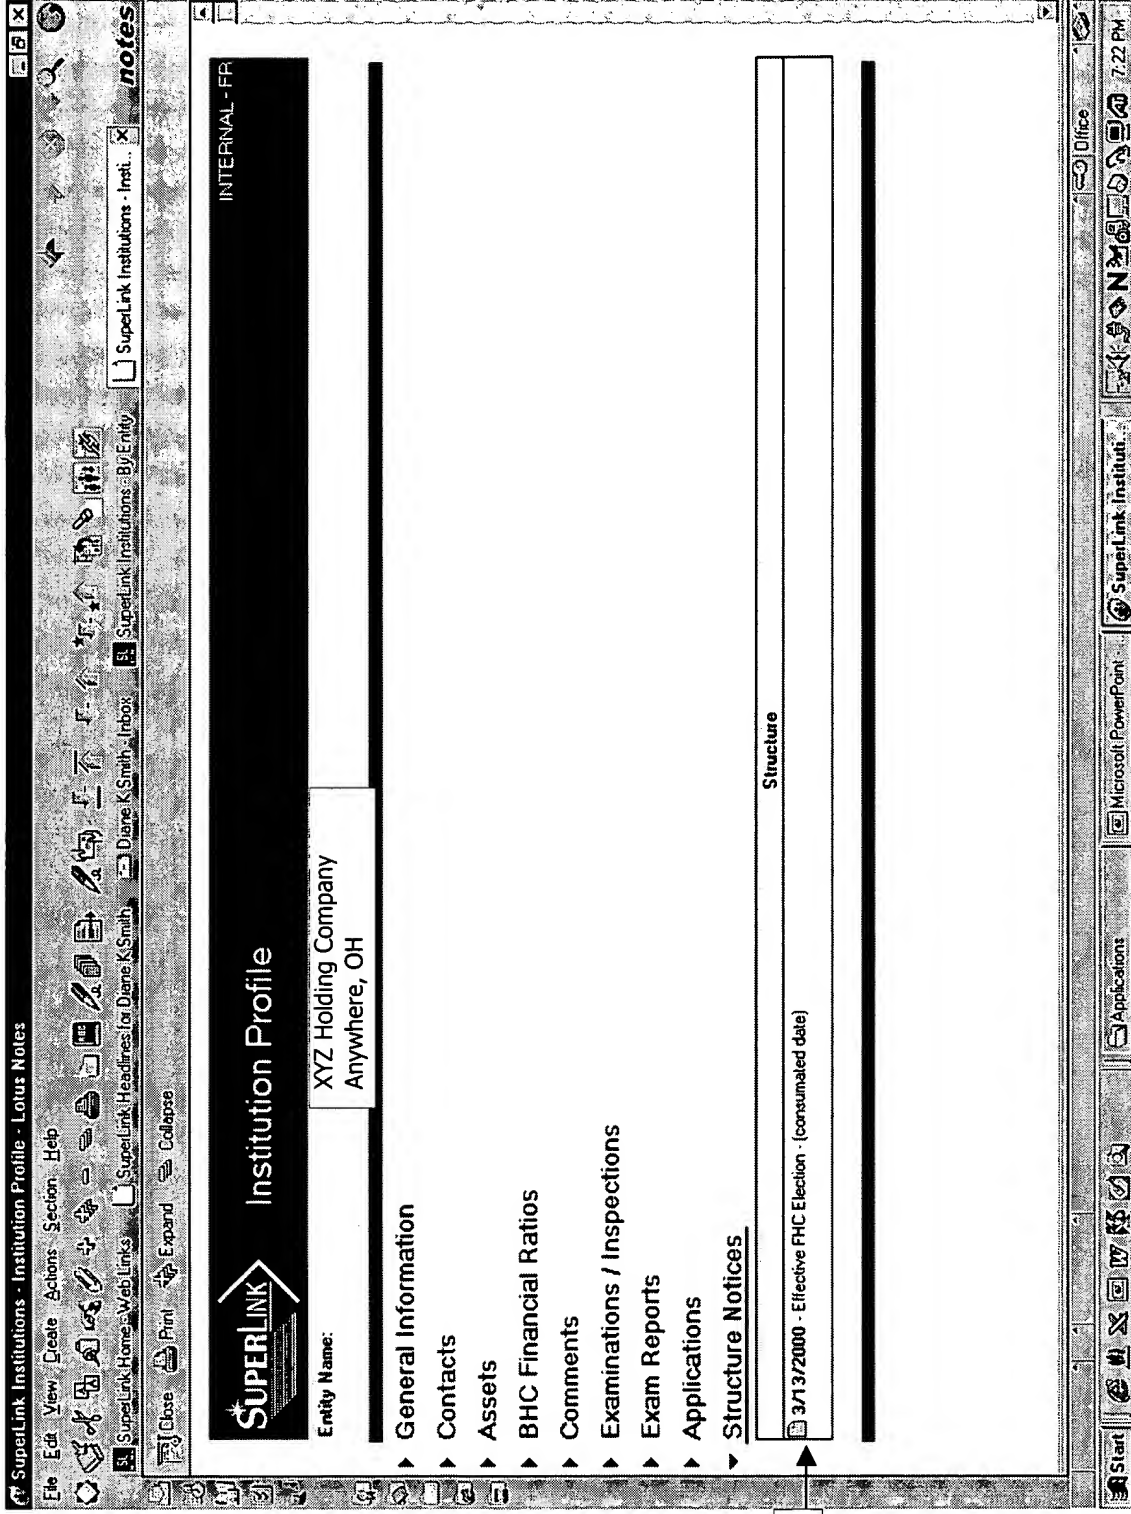 SuperLink Institutions - Institution Profile - Lotus Notes
File Edit View Create Actions Section Help
notes
SuperLink Home - Web Links
SuperLink Headlines for Diane K Smith
Diane K Smith - Inbox
SuperLink Institutions - By Entity
SuperLink Institutions - Insti...
Close Print Expand Collapse
SUPERLINK
Institution Profile
INTERNAL - FR
Entity Name:
XYZ Holding Company
Anywhere, OH
General Information
Contacts
Assets
BHC Financial Ratios
Comments
Examinations / Inspections
Exam Reports
Applications
Structure Notices
Structure
3/13/2000 - Effective FHC Election - (consumated date)
Office
Start
Applications
Microsoft PowerPoint - ...
SuperLink Instituti...
7:22 PM